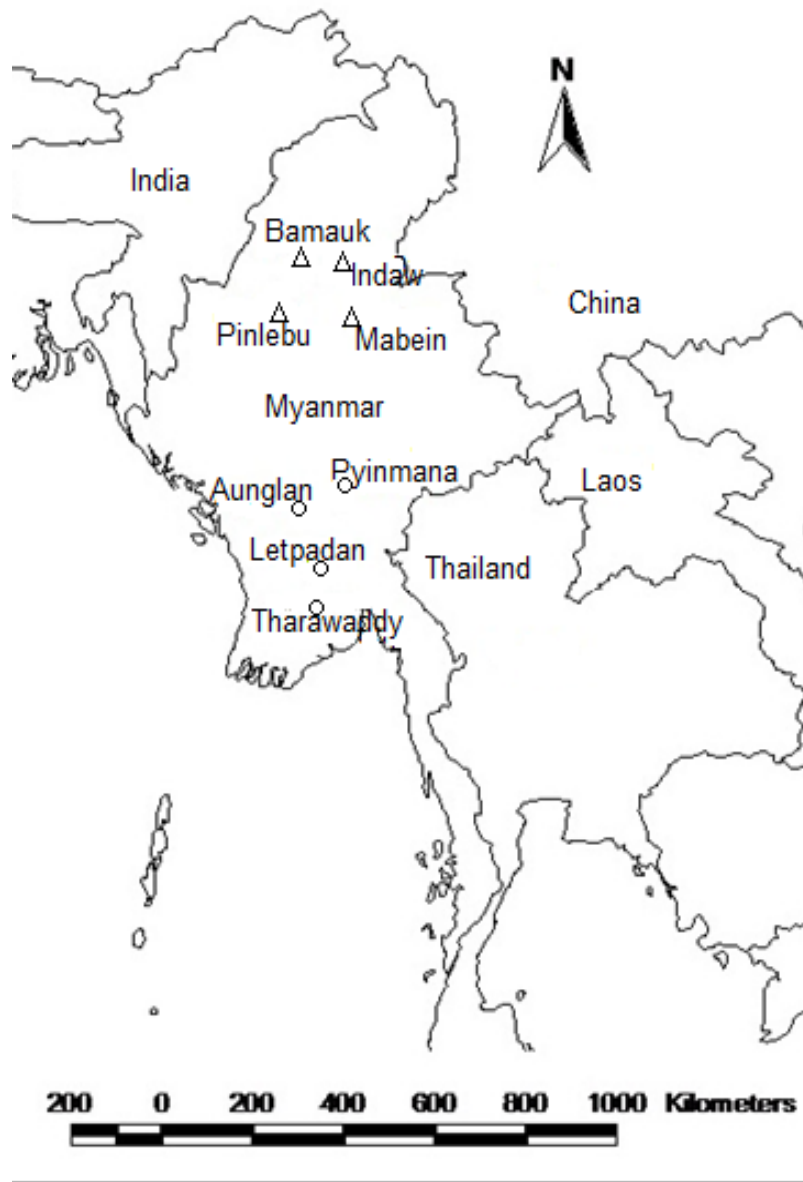 N
India
Bamauk
Indaw
China
Pinlebu
Mabein
Myanmar
Pyinmana
Aunglan
Laos
Letpadan
Thailand
Tharawaddy
200 0 200 400 600 800 1000 Kilometers